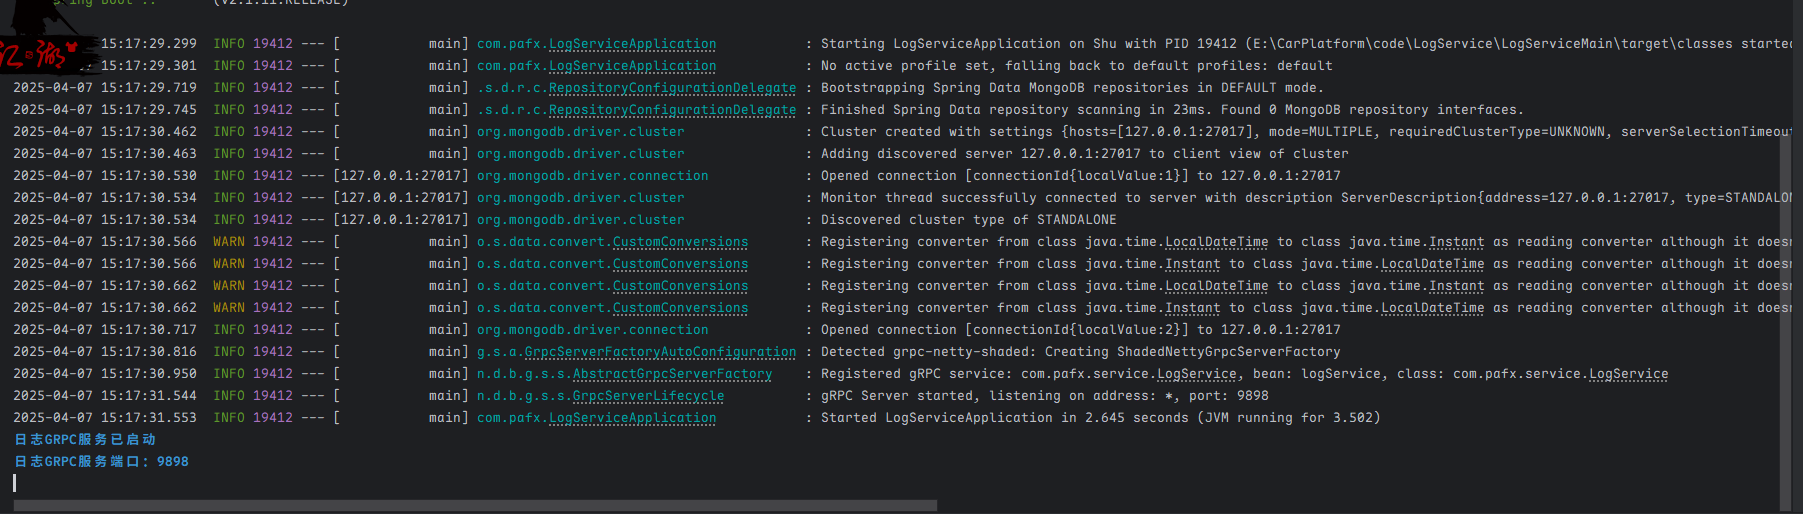 (v2.1.11.RELEASE)
15:17:29.299 INFO 19412 --- [ main] com.pafx.LogServiceApplication : Starting LogServiceApplication on Shu with PID 19412 (E:\CarPlatform\code\LogService\LogServiceMain\target\classes started
15:17:29.301 INFO 19412 --- [ main] com.pafx.LogServiceApplication : No active profile set, falling back to default profiles: default
2025-04-07 15:17:29.719 INFO 19412 --- [ main] .s.d.r.c.RepositoryConfigurationDelegate : Bootstrapping Spring Data MongoDB repositories in DEFAULT mode.
2025-04-07 15:17:29.745 INFO 19412 --- [ main] .s.d.r.c.RepositoryConfigurationDelegate : Finished Spring Data repository scanning in 23ms. Found 0 MongoDB repository interfaces.
2025-04-07 15:17:30.462 INFO 19412 --- [ main] org.mongodb.driver.cluster : Cluster created with settings {hosts=[127.0.0.1:27017], mode=MULTIPLE, requiredClusterType=UNKNOWN, serverSelectionTimeout
2025-04-07 15:17:30.463 INFO 19412 --- [ main] org.mongodb.driver.cluster : Adding discovered server 127.0.0.1:27017 to client view of cluster
2025-04-07 15:17:30.530 INFO 19412 --- [127.0.0.1:27017] org.mongodb.driver.connection : Opened connection [connectionId{localValue:1}] to 127.0.0.1:27017
2025-04-07 15:17:30.534 INFO 19412 --- [127.0.0.1:27017] org.mongodb.driver.cluster : Monitor thread successfully connected to server with description ServerDescription{address=127.0.0.1:27017, type=STANDALON
2025-04-07 15:17:30.534 INFO 19412 --- [127.0.0.1:27017] org.mongodb.driver.cluster : Discovered cluster type of STANDALONE
2025-04-07 15:17:30.566 WARN 19412 --- [ main] o.s.data.convert.CustomConversions : Registering converter from class java.time.LocalDateTime to class java.time.Instant as reading converter although it doesn
2025-04-07 15:17:30.566 WARN 19412 --- [ main] o.s.data.convert.CustomConversions : Registering converter from class java.time.Instant to class java.time.LocalDateTime as reading converter although it doesn
2025-04-07 15:17:30.662 WARN 19412 --- [ main] o.s.data.convert.CustomConversions : Registering converter from class java.time.LocalDateTime to class java.time.Instant as reading converter although it doesn
2025-04-07 15:17:30.662 WARN 19412 --- [ main] o.s.data.convert.CustomConversions : Registering converter from class java.time.Instant to class java.time.LocalDateTime as reading converter although it doesn
2025-04-07 15:17:30.717 INFO 19412 --- [ main] org.mongodb.driver.connection : Opened connection [connectionId{localValue:2}] to 127.0.0.1:27017
2025-04-07 15:17:30.816 INFO 19412 --- [ main] g.s.a.GrpcServerFactoryAutoConfiguration : Detected grpc-netty-shaded: Creating ShadedNettyGrpcServerFactory
2025-04-07 15:17:30.950 INFO 19412 --- [ main] n.d.b.g.s.s.AbstractGrpcServerFactory : Registered gRPC service: com.pafx.service.LogService, bean: logService, class: com.pafx.service.LogService
2025-04-07 15:17:31.544 INFO 19412 --- [ main] n.d.b.g.s.s.GrpcServerLifecycle : gRPC Server started, listening on address: *, port: 9898
2025-04-07 15:17:31.553 INFO 19412 --- [ main] com.pafx.LogServiceApplication : Started LogServiceApplication in 2.645 seconds (JVM running for 3.502)
日志GRPC服务已启动
日志GRPC服务端口: 9898